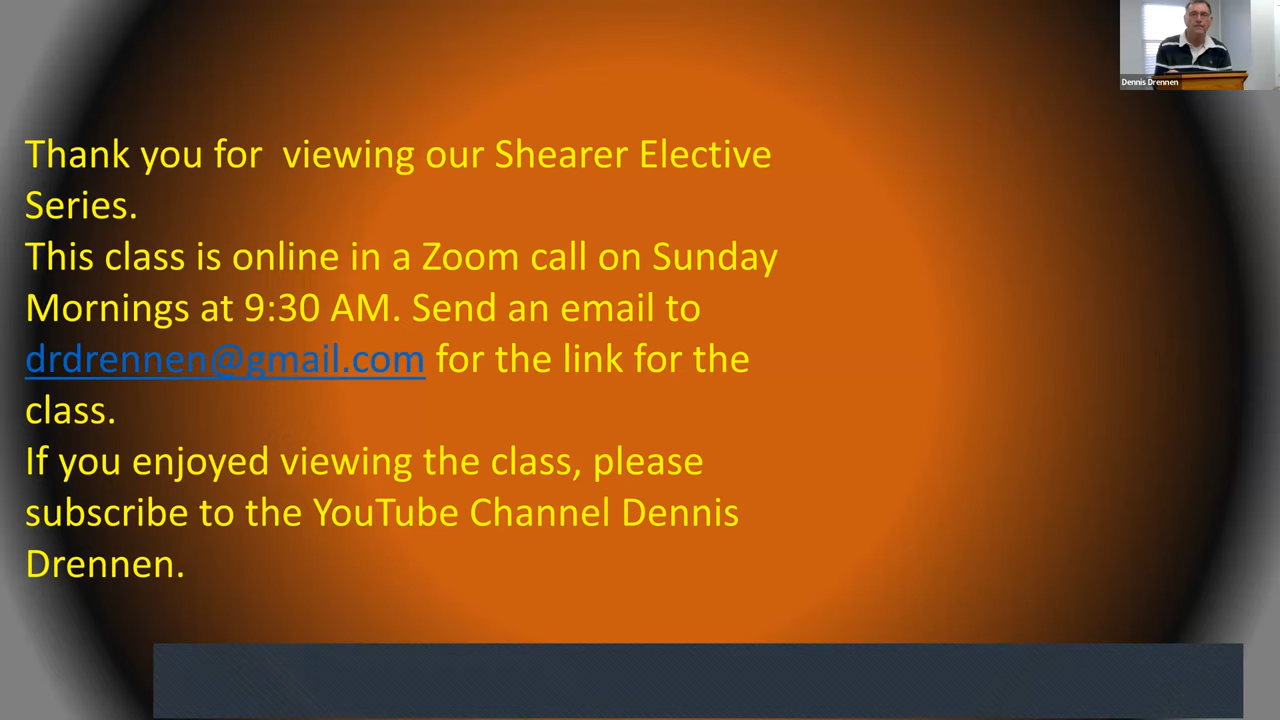 Dennis Drennen
Thank you for  viewing our Shearer Elective
Series.
This class is online in a Zoom call on Sunday
Mornings at 9:30 AM. Send an email to
drdrennen@gmail.com for the link for the
class.
If you enjoyed viewing the class, please
subscribe to the YouTube Channel Dennis
Drennen.